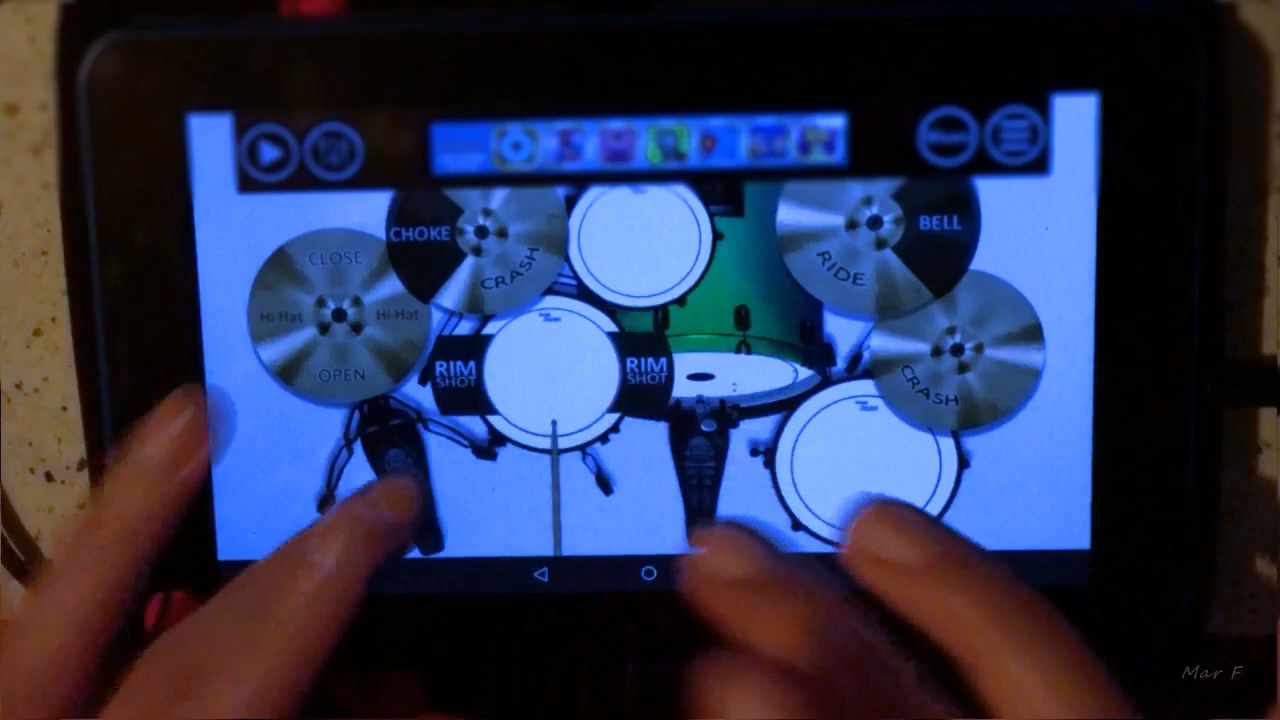 CHOKE
CRASH
BELL
RIDE
CLOSE
Hi-Hat
Hi-Hat
OPEN
RIM
SHOT
RIM
SHOT
CRASH
Mar F